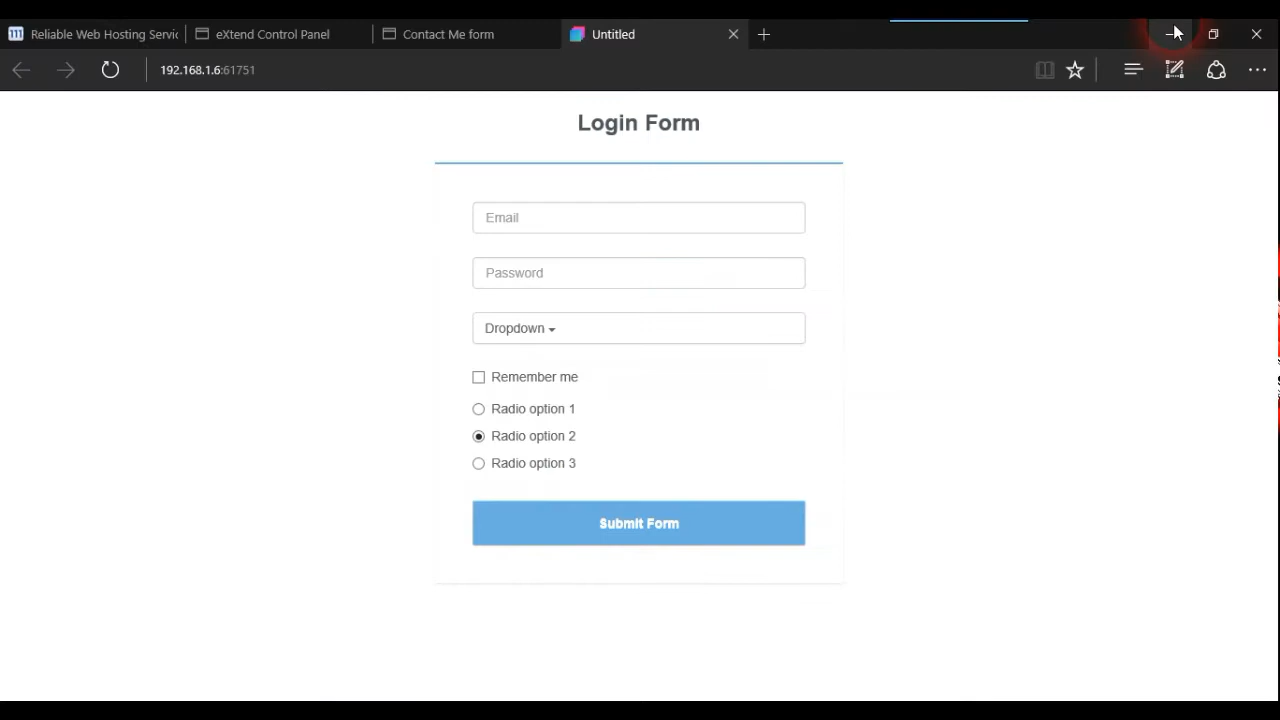 Reliable Web Hosting Servic
eXtend Control Panel
Contact Me form
Untitled
192.168.1.6:61751
Login Form
Email
Password
Dropdown
Remember me
Radio option 1
Radio option 2
Radio option 3
Submit Form